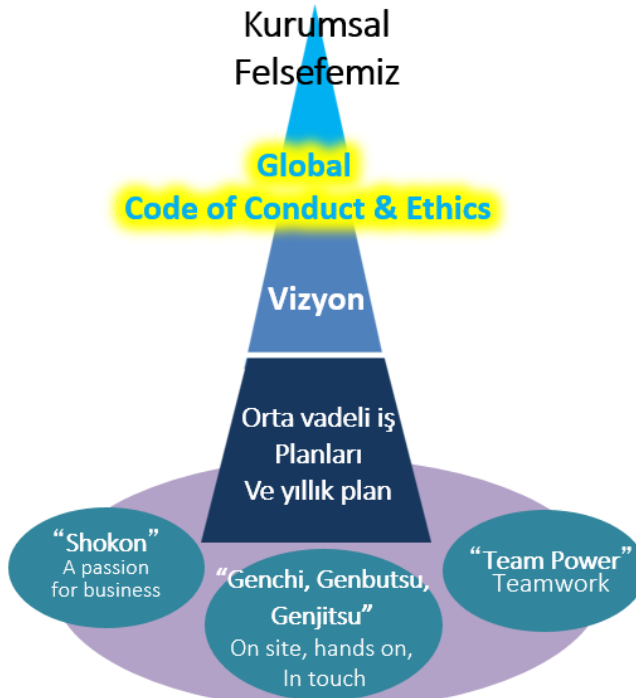 Kurumsal
Felsefemiz
Global
Code of Conduct & Ethics
Vizyon
Orta vadeli iş
Planları
Ve yıllık plan
“Shokon”
A passion
for business
“Genchi, Genbutsu,
Genjitsu”
On site, hands on,
In touch
“Team Power”
Teamwork